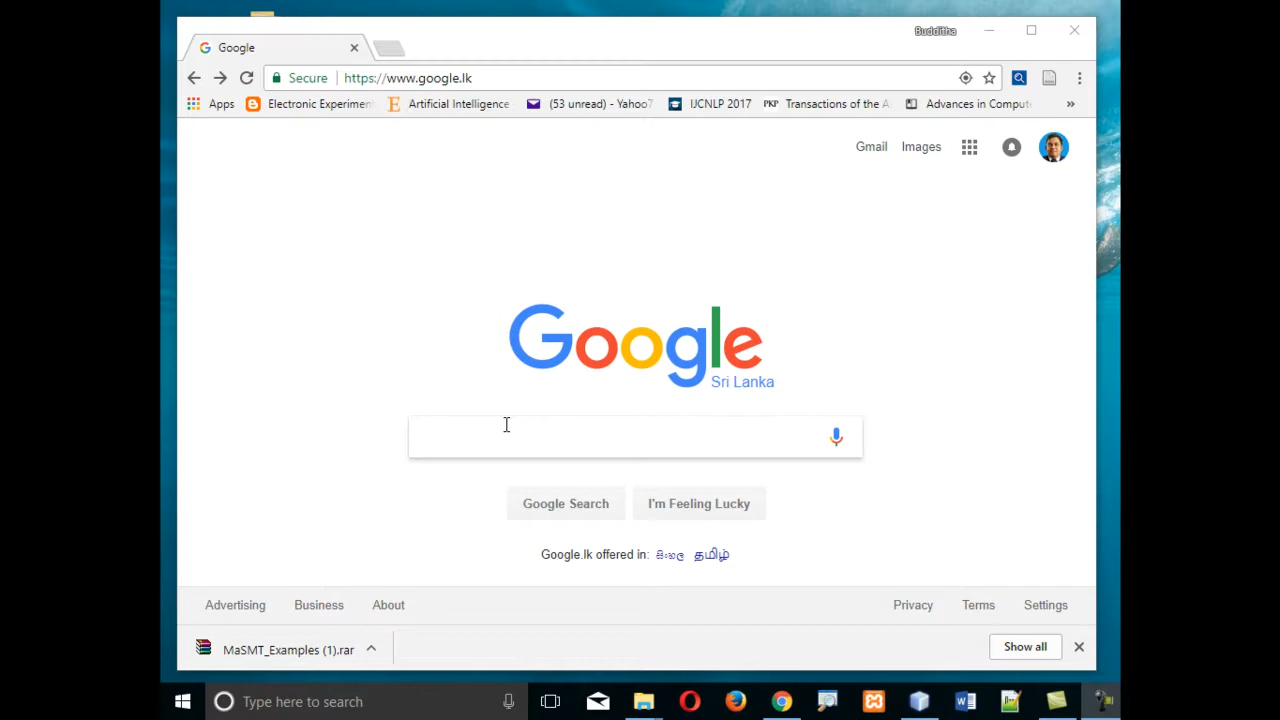 Budditha
Google
Secure https://www.google.lk
Apps Electronic Experimen Artificial Intelligence (53 unread) - Yahoo7 IJCNLP 2017 PKP Transactions of the A Advances in Comput »
Gmail Images
Google
Sri Lanka
Google Search I'm Feeling Lucky
Google.lk offered in: සිංහල தமிழ்
Advertising Business About Privacy Terms Settings
MaSMT_Examples (1).rar Show all
Type here to search